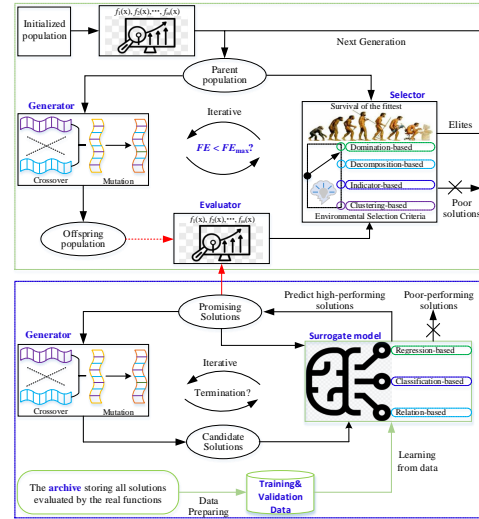 Initialized
population
f₁(x), f₂(x),···, fₘ(x)
Next Generation
Parent
population
Generator
Selector
Iterative
FE < FEmax?
Survival of the fittest
Domination-based
Decomposition-based
Indicator-based
Clustering-based
Environmental Selection Criteria
Elites
Poor
solutions
Crossover
Mutation
Offspring
population
Evaluator
f₁(x), f₂(x),···, fₘ(x)
Promising
Solutions
Predict high-performing
solutions
Poor-performing
solutions
Generator
Surrogate model
Iterative
Termination?
Regression-based
Classification-based
Relation-based
Crossover
Mutation
Candidate
Solutions
Learning
from data
The archive storing all solutions
evaluated by the real functions
Data
Preparing
Training&
Validation
Data